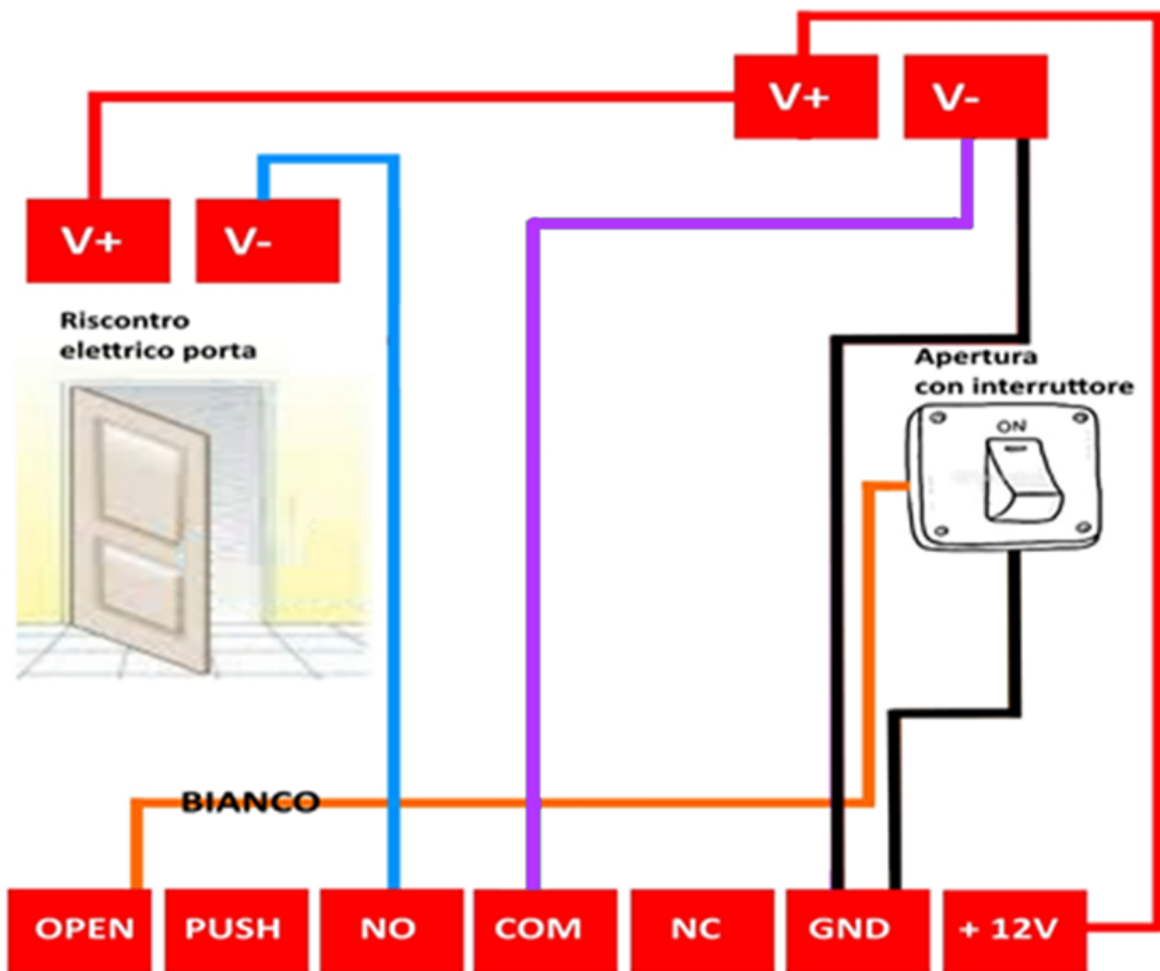 V+
V-
V+
V-
Riscontro
elettrico porta
Apertura
con interruttore
ON
BIANCO
OPEN
PUSH
NO
COM
NC
GND
+ 12V